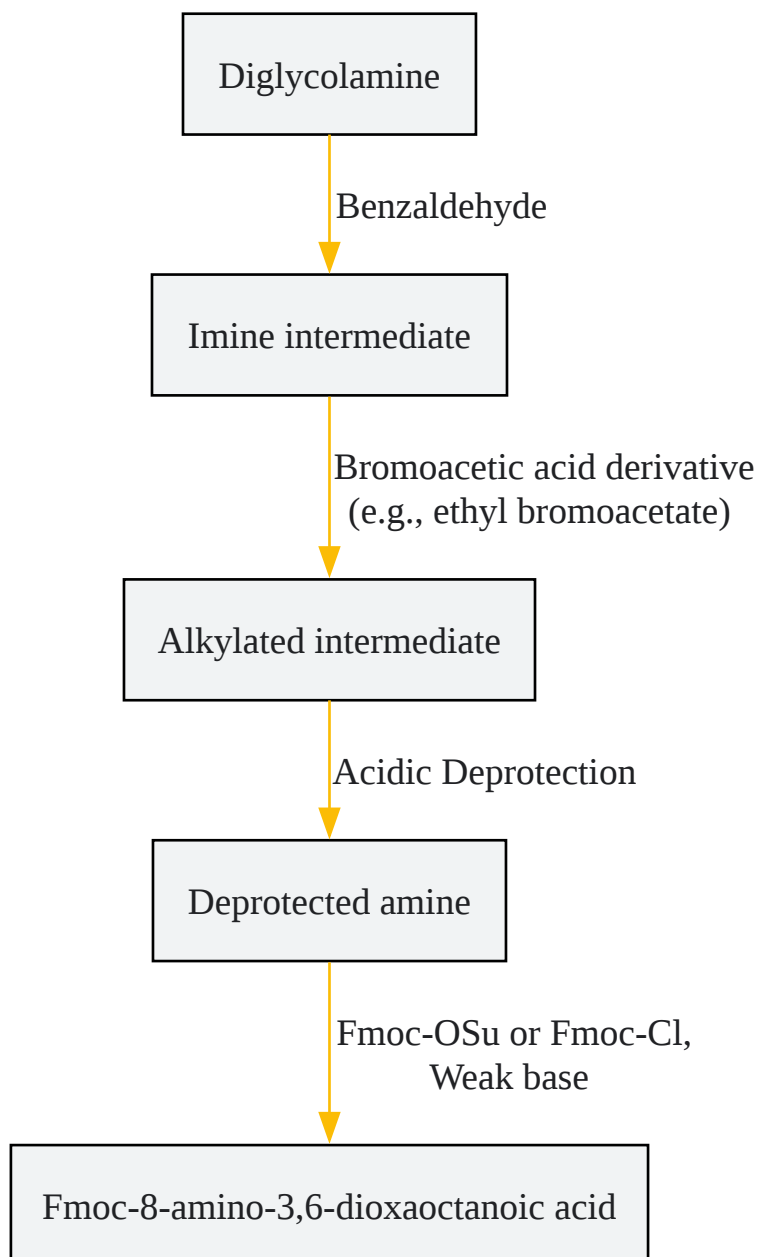 Diglycolamine
Benzaldehyde
Imine intermediate
Bromoacetic acid derivative
(e.g., ethyl bromoacetate)
Alkylated intermediate
Acidic Deprotection
Deprotected amine
Fmoc-OSu or Fmoc-Cl,
Weak base
Fmoc-8-amino-3,6-dioxaoctanoic acid